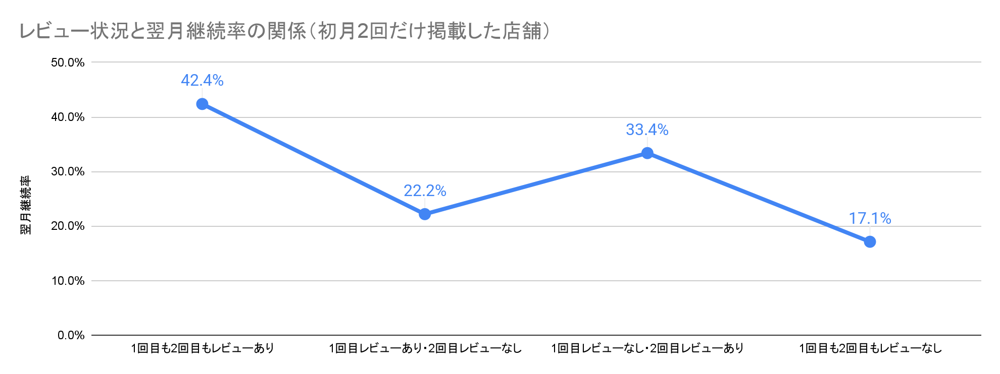 レビュー状況と翌月継続率の関係（初月2回だけ掲載した店舗）
50.0%
40.0%
30.0%
20.0%
10.0%
0.0%
翌月継続率
42.4%
22.2%
33.4%
17.1%
1回目も2回目もレビューあり
1回目レビューあり・2回目レビューなし
1回目レビューなし・2回目レビューあり
1回目も2回目もレビューなし